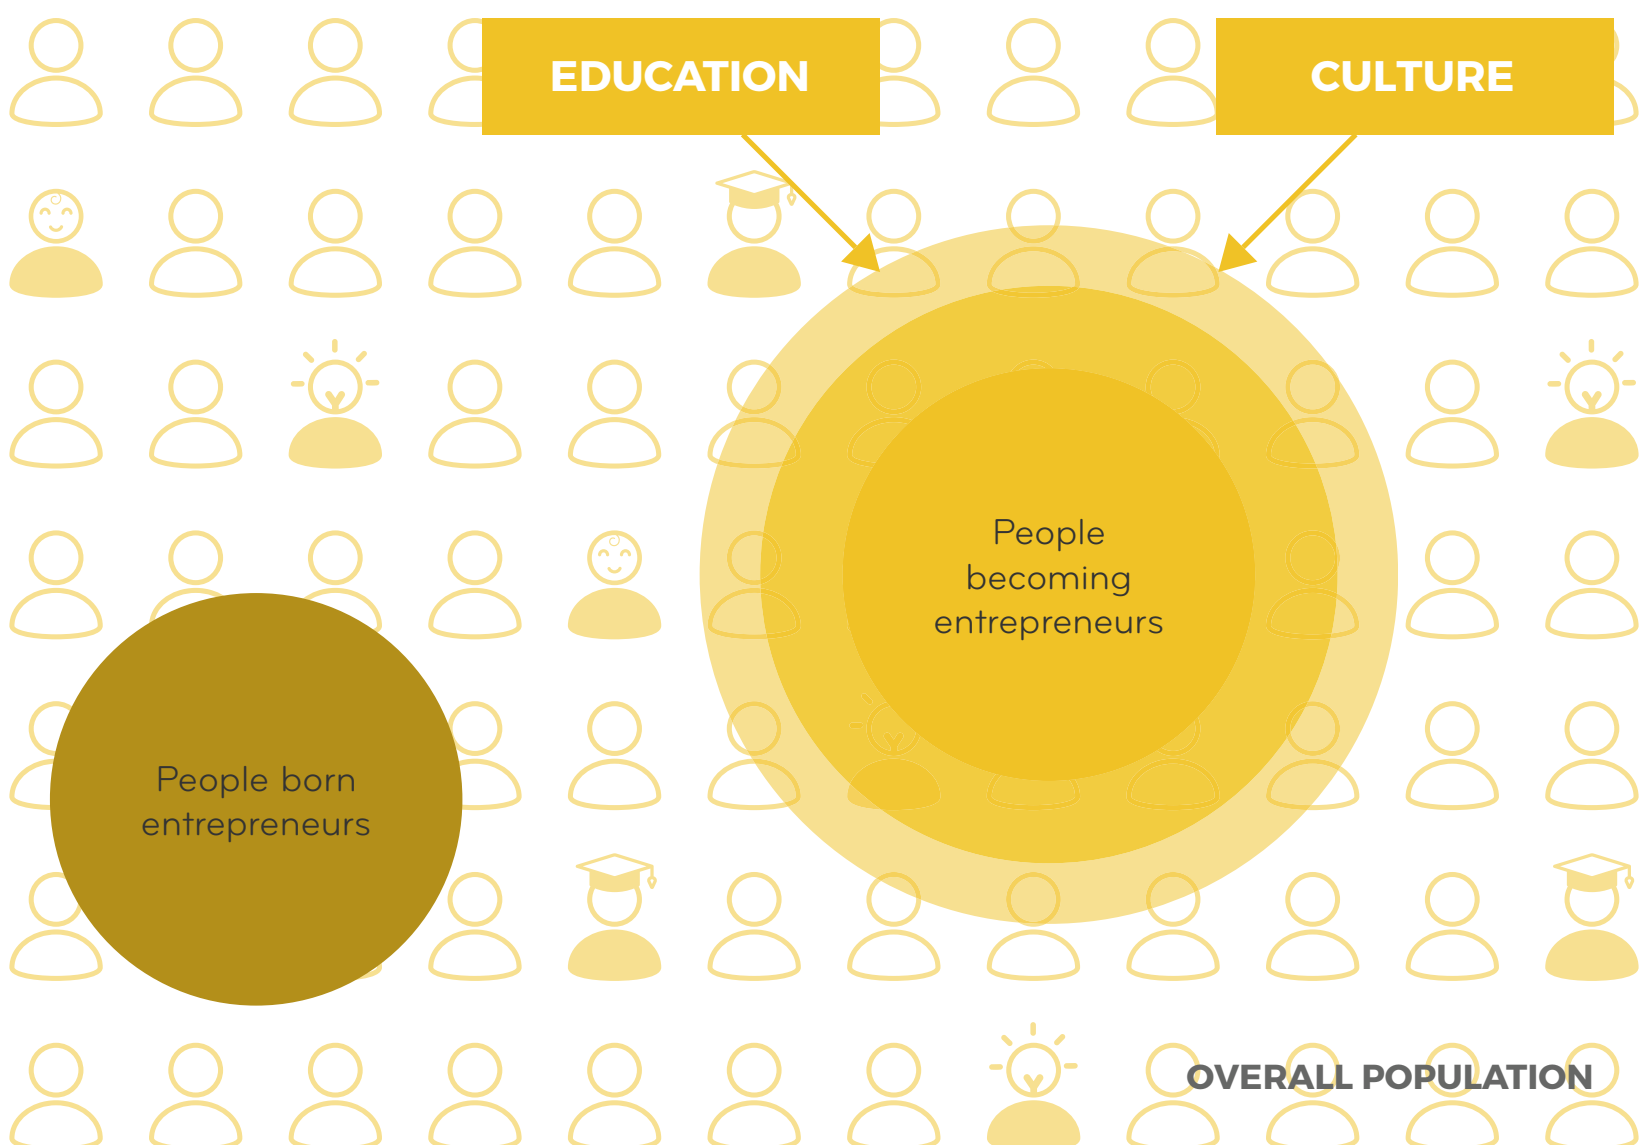 EDUCATION
CULTURE
People
becoming
entrepreneurs
People born
entrepreneurs
OVERALL POPULATION